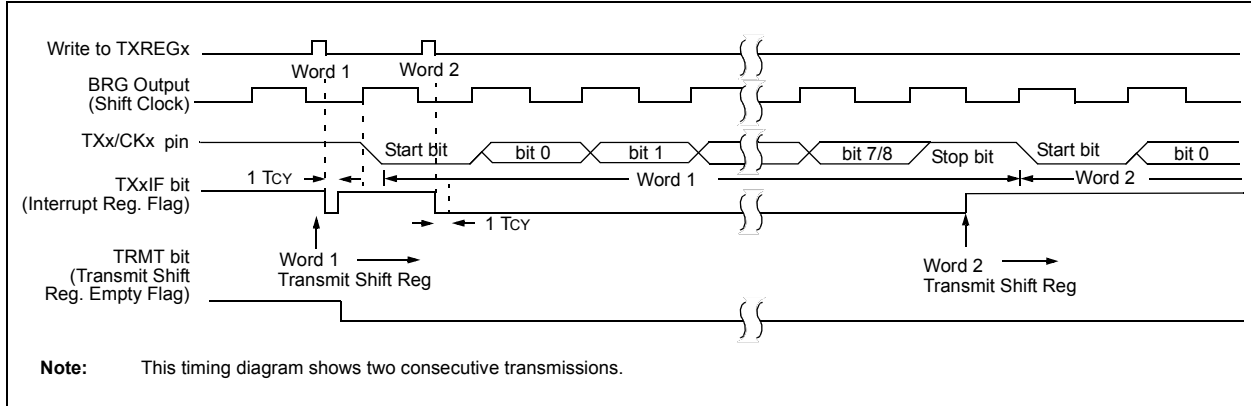 Write to TXREGx
Word 1
Word 2
BRG Output
(Shift Clock)
TXx/CKx pin
Start bit
bit 0
bit 1
bit 7/8
Stop bit
Start bit
bit 0
1 TCY
Word 1
Word 2
TXxIF bit
(Interrupt Reg. Flag)
1 TCY
Word 1
Transmit Shift Reg
Word 2
Transmit Shift Reg
TRMT bit
(Transmit Shift
Reg. Empty Flag)
Note: This timing diagram shows two consecutive transmissions.